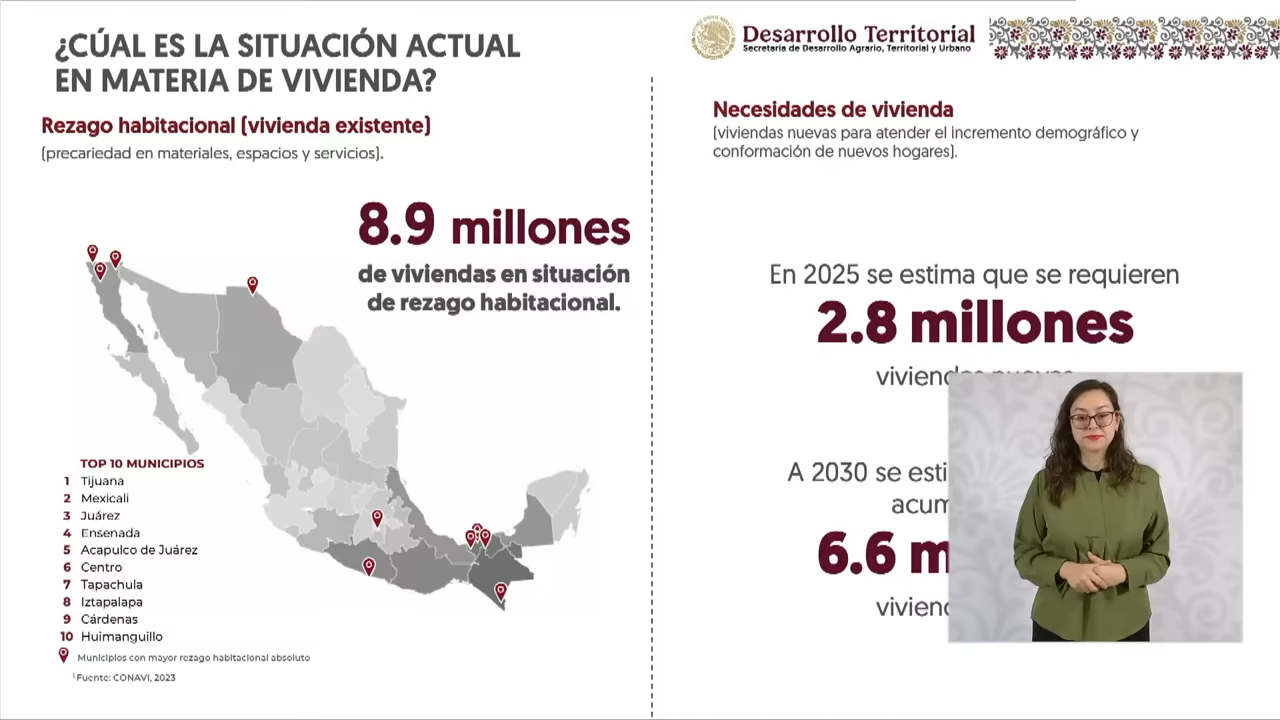 ¿CÚAL ES LA SITUACIÓN ACTUAL
EN MATERIA DE VIVIENDA?
Rezago habitacional (vivienda existente)
(precariedad en materiales, espacios y servicios).
8.9 millones
de viviendas en situación
de rezago habitacional.
TOP 10 MUNICIPIOS
1 Tijuana
2 Mexicali
3 Juárez
4 Ensenada
5 Acapulco de Juárez
6 Centro
7 Tapachula
8 Iztapalapa
9 Cárdenas
10 Huimanguillo
Municipios con mayor rezago habitacional absoluto
¹ Fuente: CONAVI, 2023
Desarrollo Territorial
Secretaría de Desarrollo Agrario, Territorial y Urbano
Necesidades de vivienda
(viviendas nuevas para atender el incremento demográfico y
conformación de nuevos hogares).
En 2025 se estima que se requieren
2.8 millones
A 2030 se
6.6